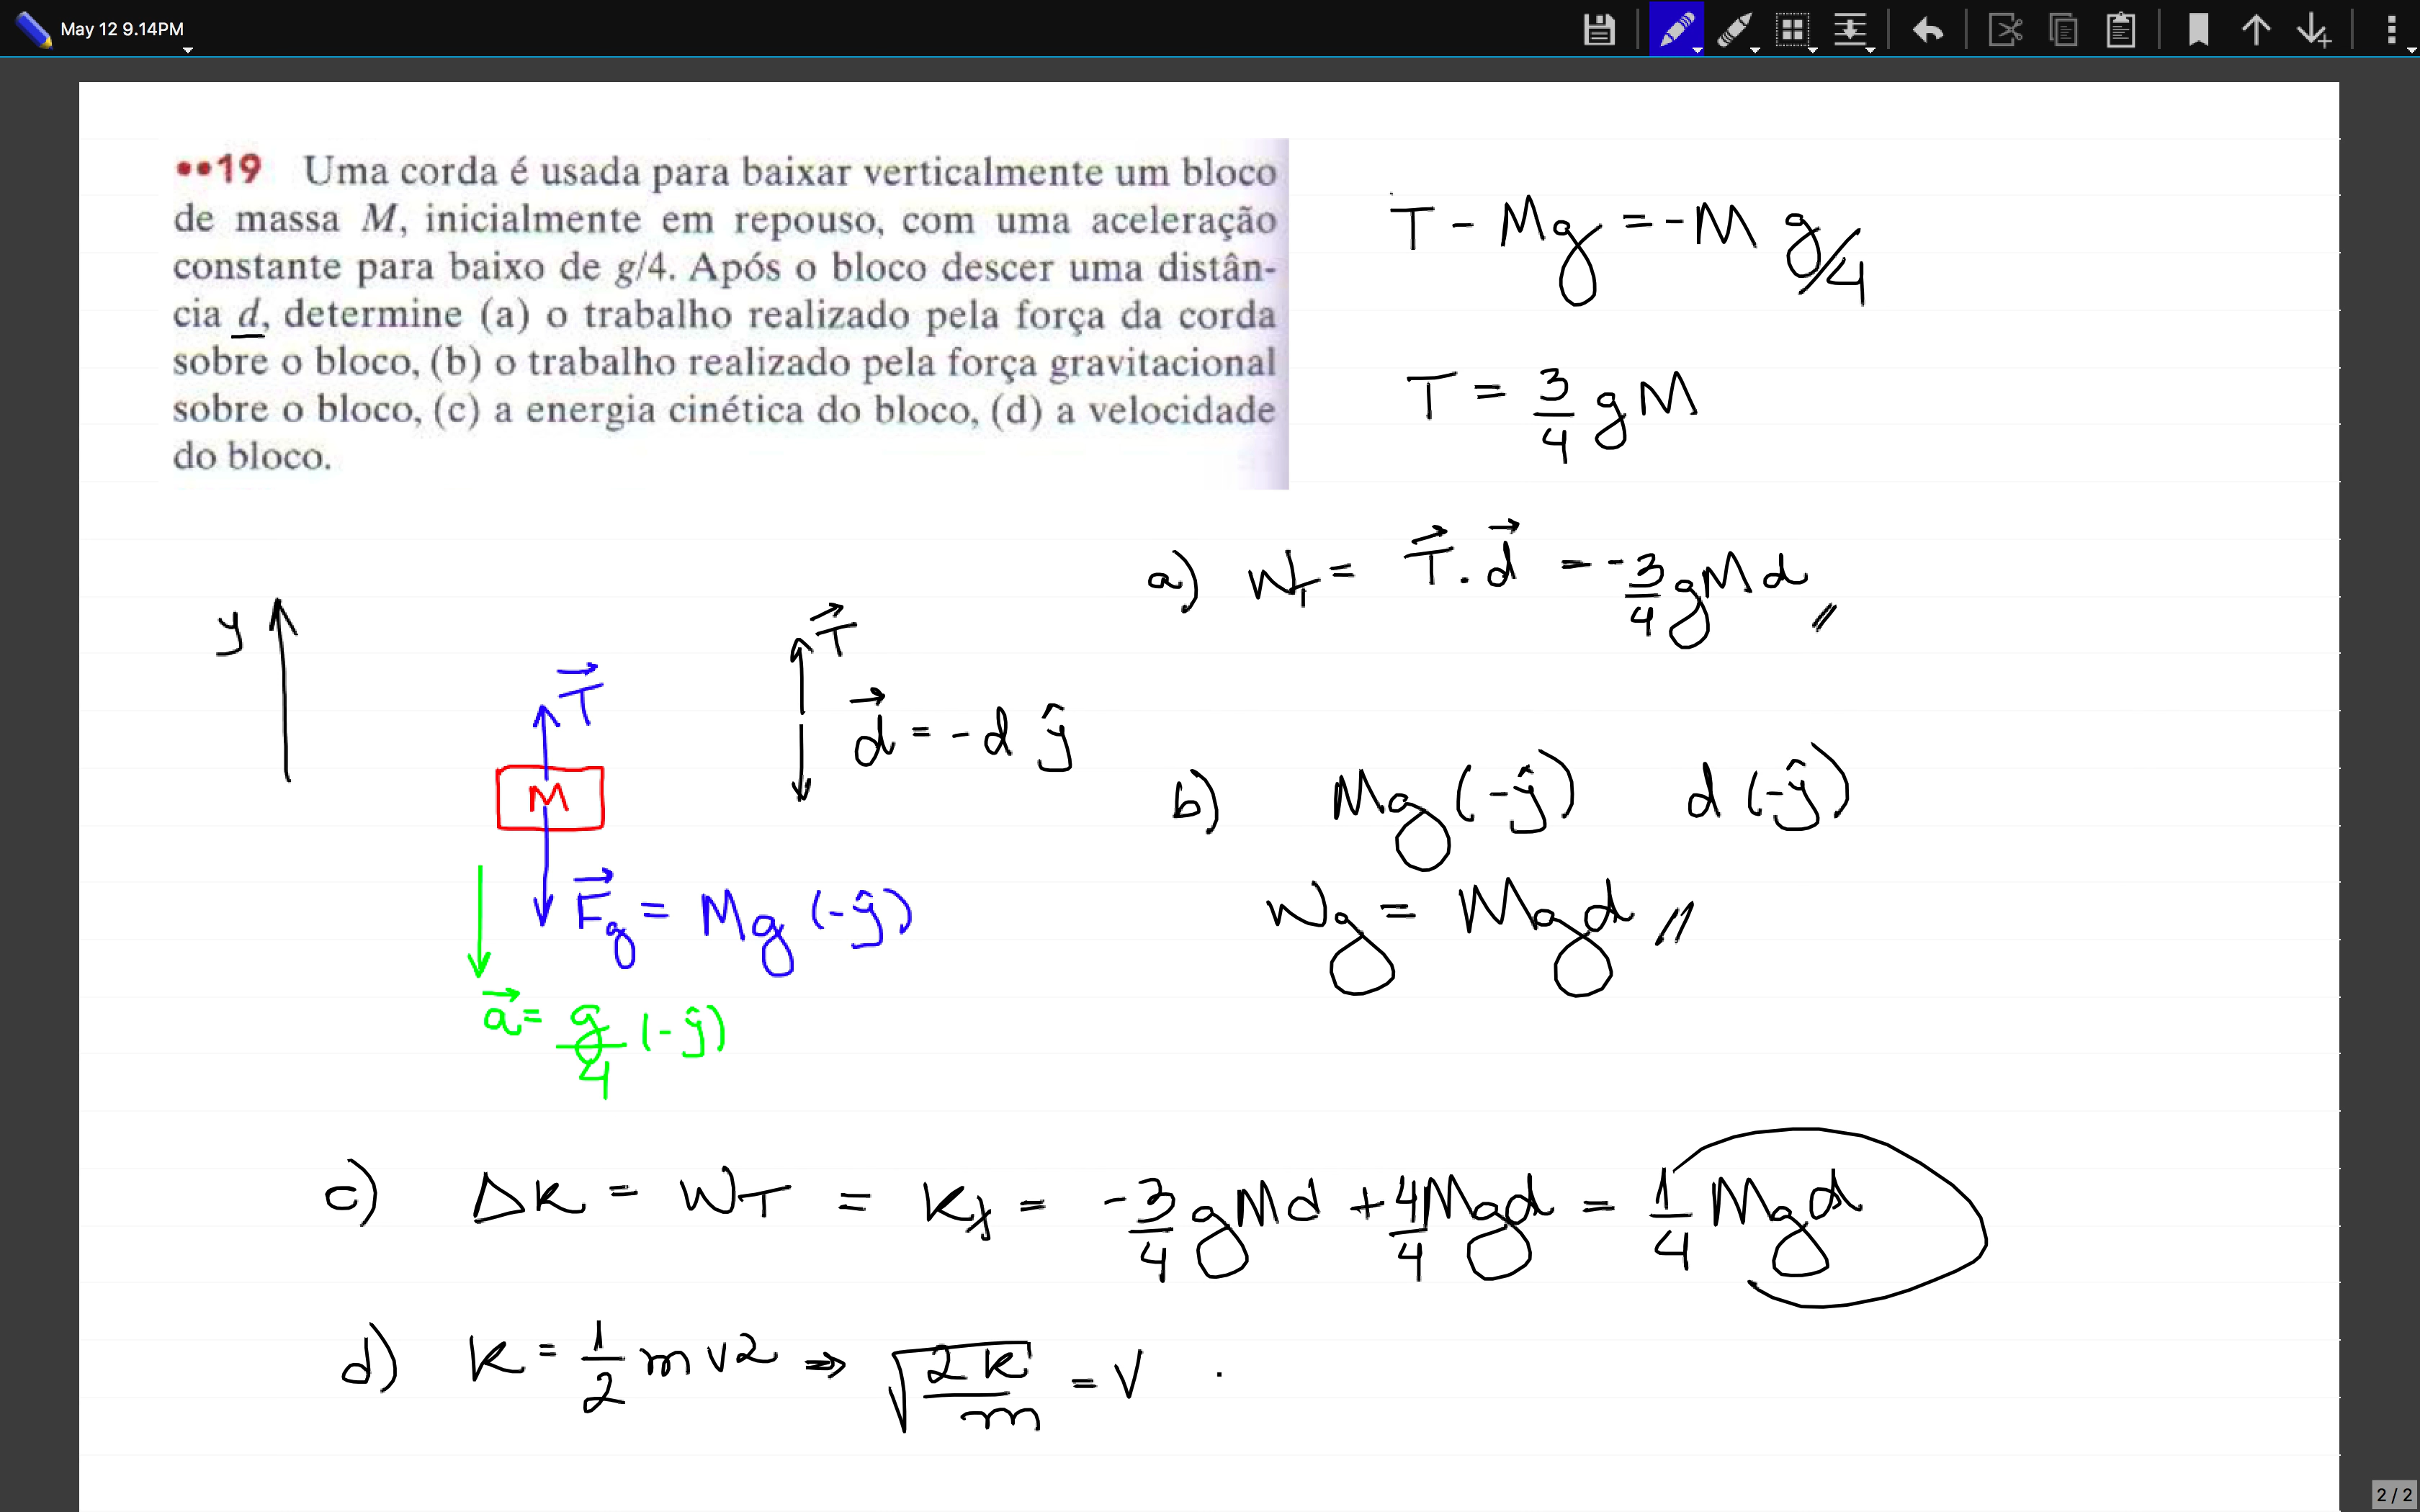 May 12 9.14PM
••19 Uma corda é usada para baixar verticalmente um bloco
de massa M, inicialmente em repouso, com uma aceleração
constante para baixo de g/4. Após o bloco descer uma distân-
cia d, determine (a) o trabalho realizado pela força da corda
sobre o bloco, (b) o trabalho realizado pela força gravitacional
sobre o bloco, (c) a energia cinética do bloco, (d) a velocidade
do bloco.
T - Mg = -M g/4
T = 3/4 gM
a) W_T = T⃗ . d⃗ = -3/4 gMd //
y
T⃗
M
F⃗g = Mg (-ŷ)
a⃗ = g/4 (-ŷ)
T⃗
d⃗ = -d ŷ
b) Mg(-ŷ) d(-ŷ)
Wg = Mgd //
c) ΔK = W_T = K_f = -3/4 gMd + 4/4 Mgd = 1/4 Mgd
d) K = 1/2 m v2 ⇒ √(2K/m) = V .
2 / 2